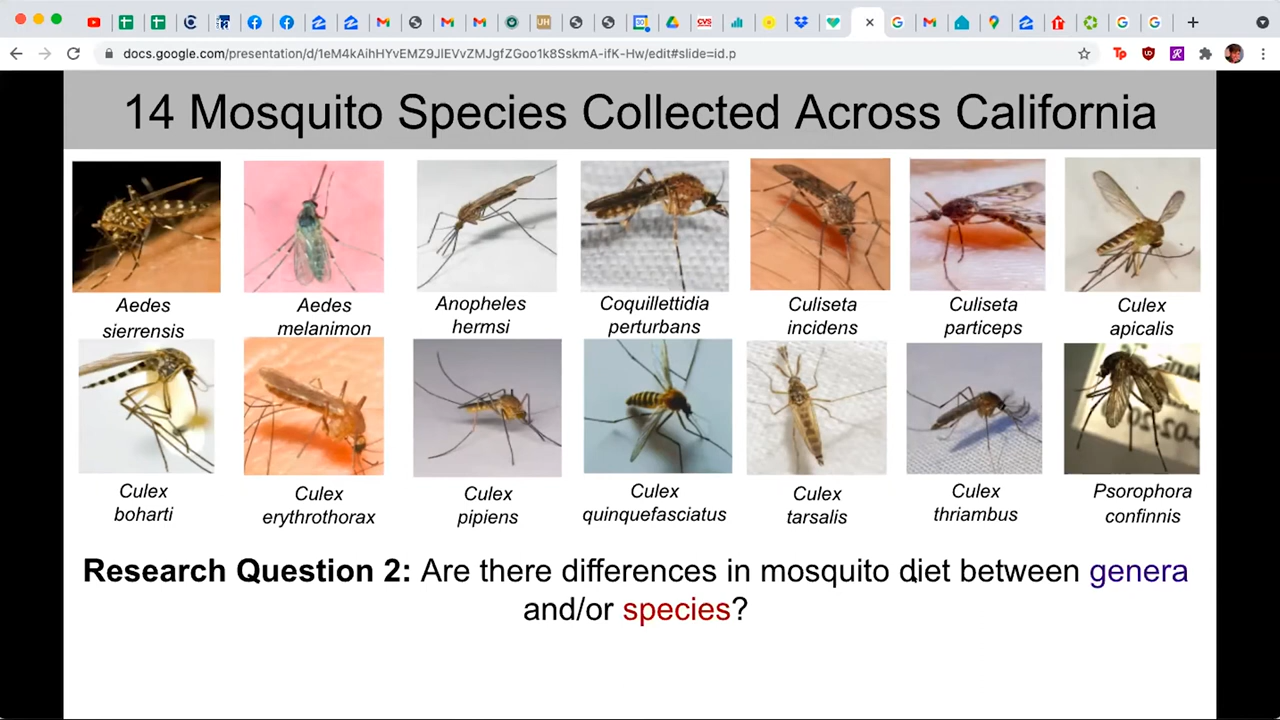 docs.google.com/presentation/d/1eM4kAihHYvEMZ9JIEVvZMJgfZGoo1k8SskmA-ifK-Hw/edit#slide=id.p
14 Mosquito Species Collected Across California
Aedes
sierrensis
Aedes
melanimon
Anopheles
hermsi
Coquillettidia
perturbans
Culiseta
incidens
Culiseta
particeps
Culex
apicalis
Culex
boharti
Culex
erythrothorax
Culex
pipiens
Culex
quinquefasciatus
Culex
tarsalis
Culex
thriambus
Psorophora
confinnis
Research Question 2: Are there differences in mosquito diet between genera
and/or species?